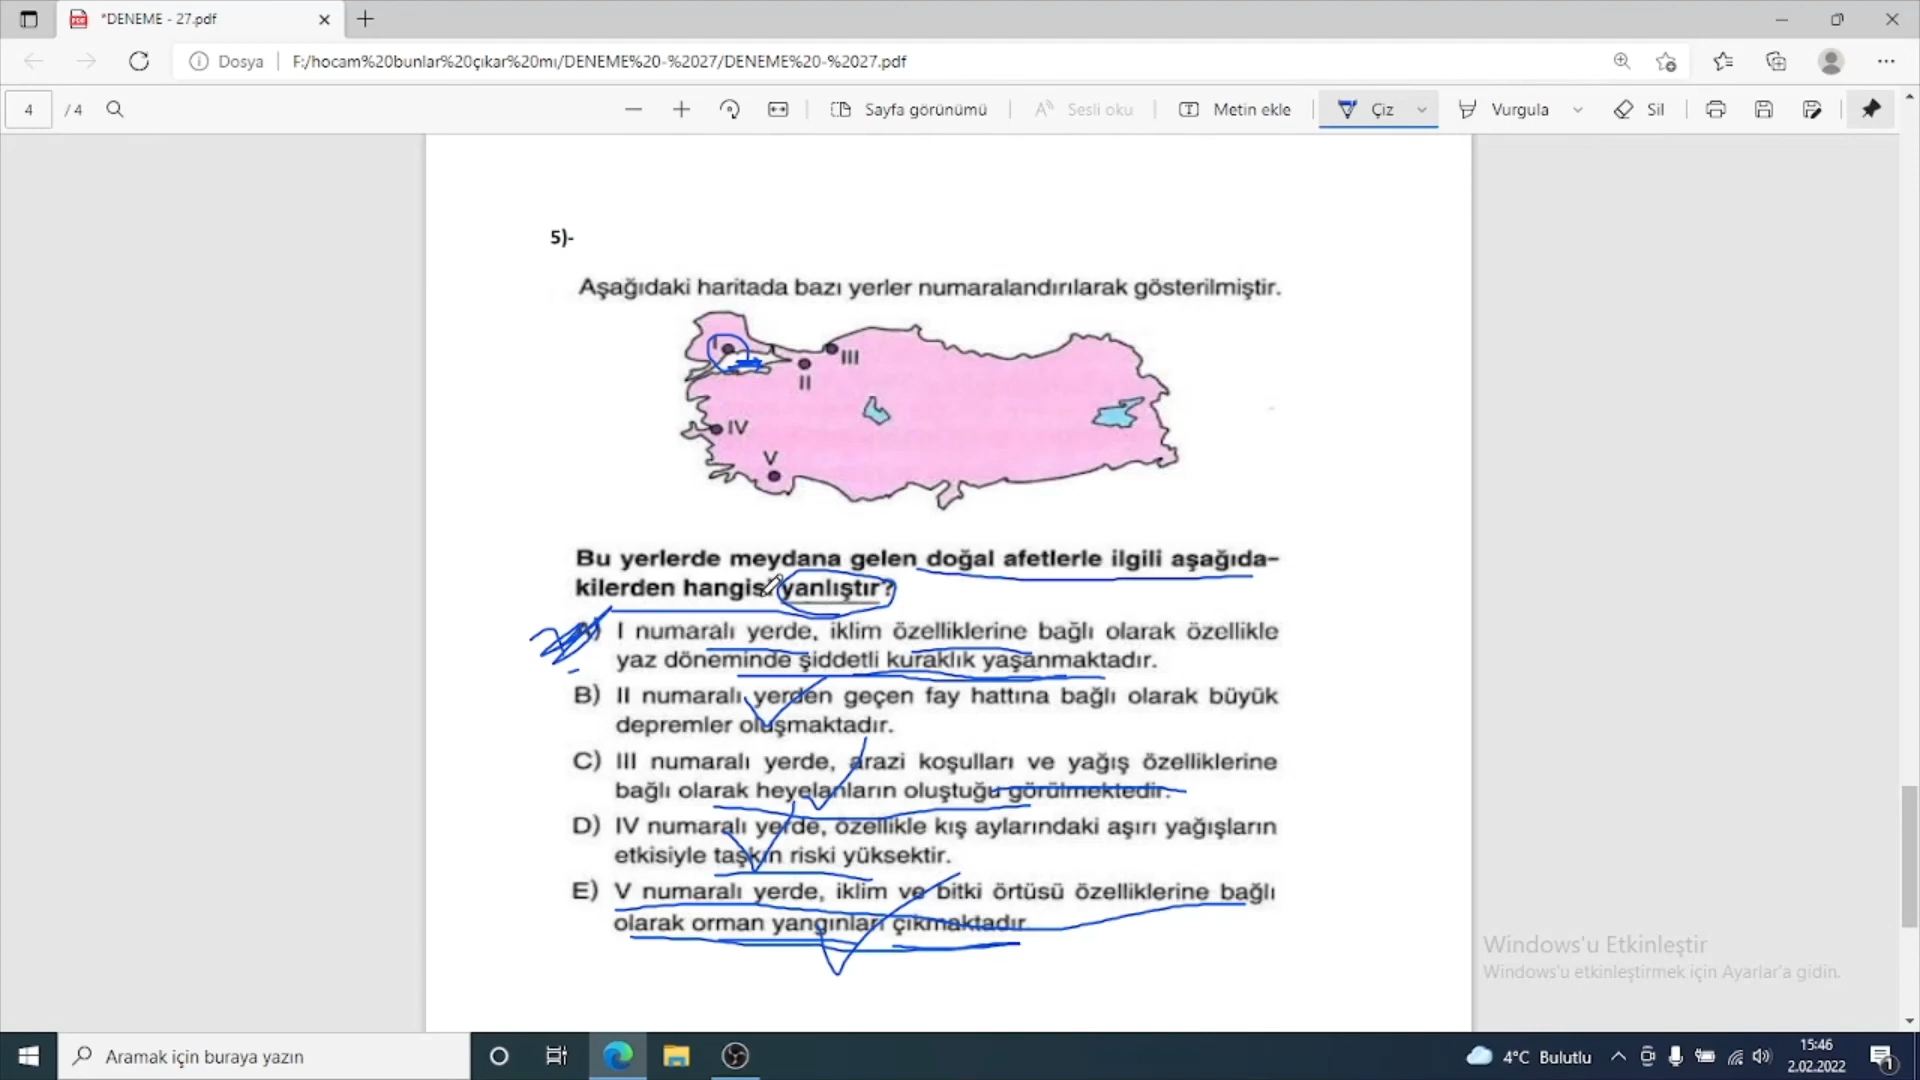 *DENEME - 27.pdf
Dosya
F:/hocam%20bunlar%20çıkar%20mı/DENEME%20-%2027/DENEME%20-%2027.pdf
4
/ 4
Sayfa görünümü
Sesli oku
Metin ekle
Çiz
Vurgula
Sil
5)-
Aşağıdaki haritada bazı yerler numaralandırılarak gösterilmiştir.
I
III
II
IV
V
Bu yerlerde meydana gelen doğal afetlerle ilgili aşağıda-
kilerden hangisi yanlıştır?
A) I numaralı yerde, iklim özelliklerine bağlı olarak özellikle
yaz döneminde şiddetli kuraklık yaşanmaktadır.
B) II numaralı yerden geçen fay hattına bağlı olarak büyük
depremler oluşmaktadır.
C) III numaralı yerde, arazi koşulları ve yağış özelliklerine
bağlı olarak heyelanların oluştuğu görülmektedir.
D) IV numaralı yerde, özellikle kış aylarındaki aşırı yağışların
etkisiyle taşkın riski yüksektir.
E) V numaralı yerde, iklim ve bitki örtüsü özelliklerine bağlı
olarak orman yangınları çıkmaktadır.
Windows'u Etkinleştir
Windows'u etkinleştirmek için Ayarlar'a gidin.
Aramak için buraya yazın
4°C Bulutlu
15:46
2.02.2022
1